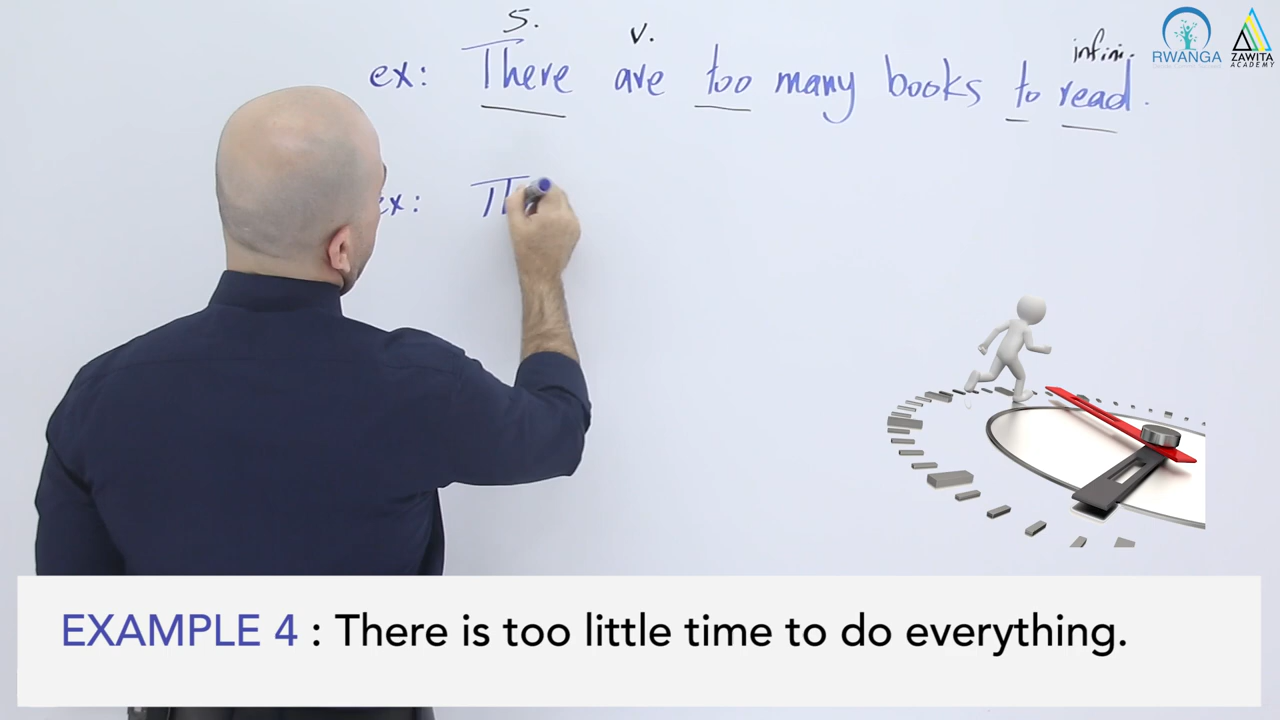 S. V. infini.
ex: There are too many books to read.
ex: Th
RWANGA
ZAWITA
ACADEMY
EXAMPLE 4 : There is too little time to do everything.